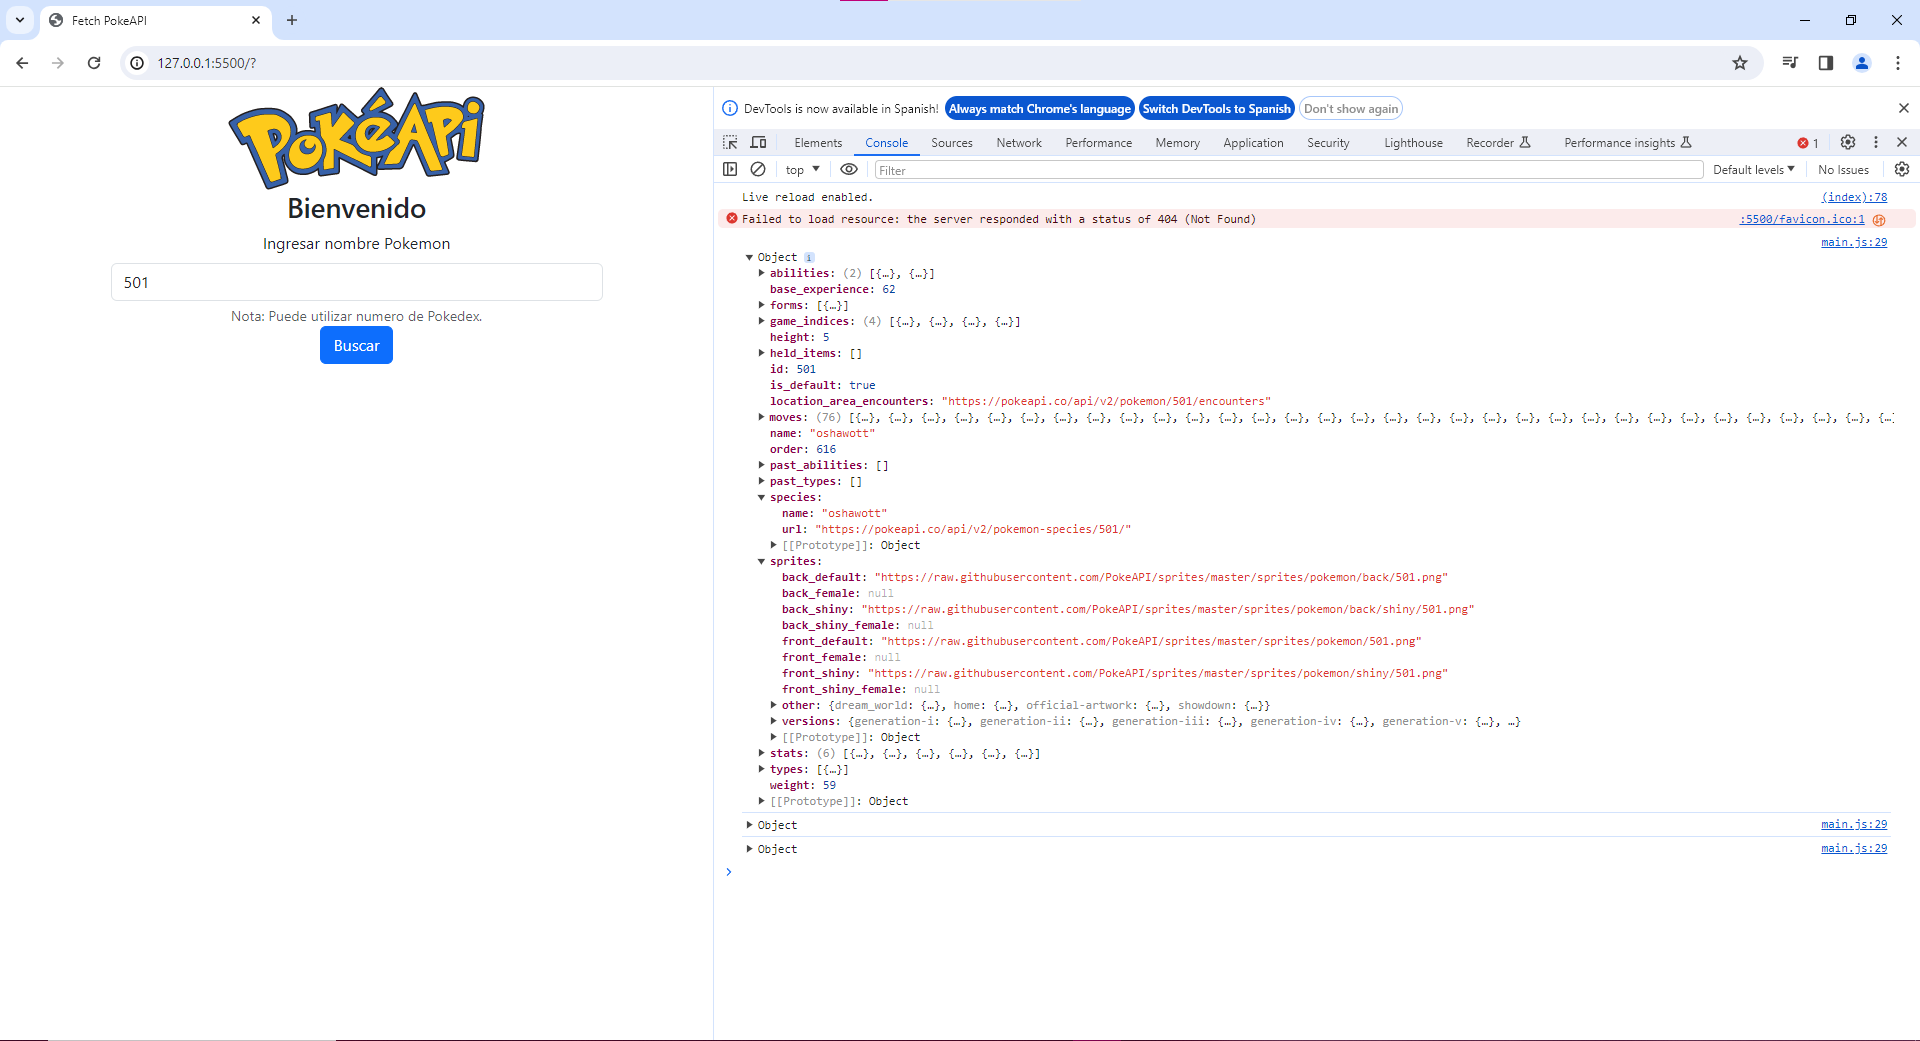 Fetch PokeAPI
127.0.0.1:5500/?
PokéApi
Bienvenido
Ingresar nombre Pokemon
501
Nota: Puede utilizar numero de Pokedex.
Buscar
DevTools is now available in Spanish! Always match Chrome's language Switch DevTools to Spanish Don't show again
Elements Console Sources Network Performance Memory Application Security Lighthouse Recorder Performance insights 1
top Filter Default levels No Issues
Live reload enabled. (index):78
Failed to load resource: the server responded with a status of 404 (Not Found) :5500/favicon.ico:1
main.js:29
Object i
abilities: (2) [{…}, {…}]
base_experience: 62
forms: [{…}]
game_indices: (4) [{…}, {…}, {…}, {…}]
height: 5
held_items: []
id: 501
is_default: true
location_area_encounters: "https://pokeapi.co/api/v2/pokemon/501/encounters"
moves: (76) [{…}, {…}, {…}, {…}, {…}, {…}, {…}, {…}, {…}, {…}, {…}, {…}, {…}, {…}, {…}, {…}, {…}, {…}, {…}, {…}, {…}, {…}, {…}, {…}, {…}, {…}, {…}, {…}, {…}, {…}, {…}, {…
name: "oshawott"
order: 616
past_abilities: []
past_types: []
species:
name: "oshawott"
url: "https://pokeapi.co/api/v2/pokemon-species/501/"
[[Prototype]]: Object
sprites:
back_default: "https://raw.githubusercontent.com/PokeAPI/sprites/master/sprites/pokemon/back/501.png"
back_female: null
back_shiny: "https://raw.githubusercontent.com/PokeAPI/sprites/master/sprites/pokemon/back/shiny/501.png"
back_shiny_female: null
front_default: "https://raw.githubusercontent.com/PokeAPI/sprites/master/sprites/pokemon/501.png"
front_female: null
front_shiny: "https://raw.githubusercontent.com/PokeAPI/sprites/master/sprites/pokemon/shiny/501.png"
front_shiny_female: null
other: {dream_world: {…}, home: {…}, official-artwork: {…}, showdown: {…}}
versions: {generation-i: {…}, generation-ii: {…}, generation-iii: {…}, generation-iv: {…}, generation-v: {…}, …}
[[Prototype]]: Object
stats: (6) [{…}, {…}, {…}, {…}, {…}, {…}]
types: [{…}]
weight: 59
[[Prototype]]: Object
Object main.js:29
Object main.js:29